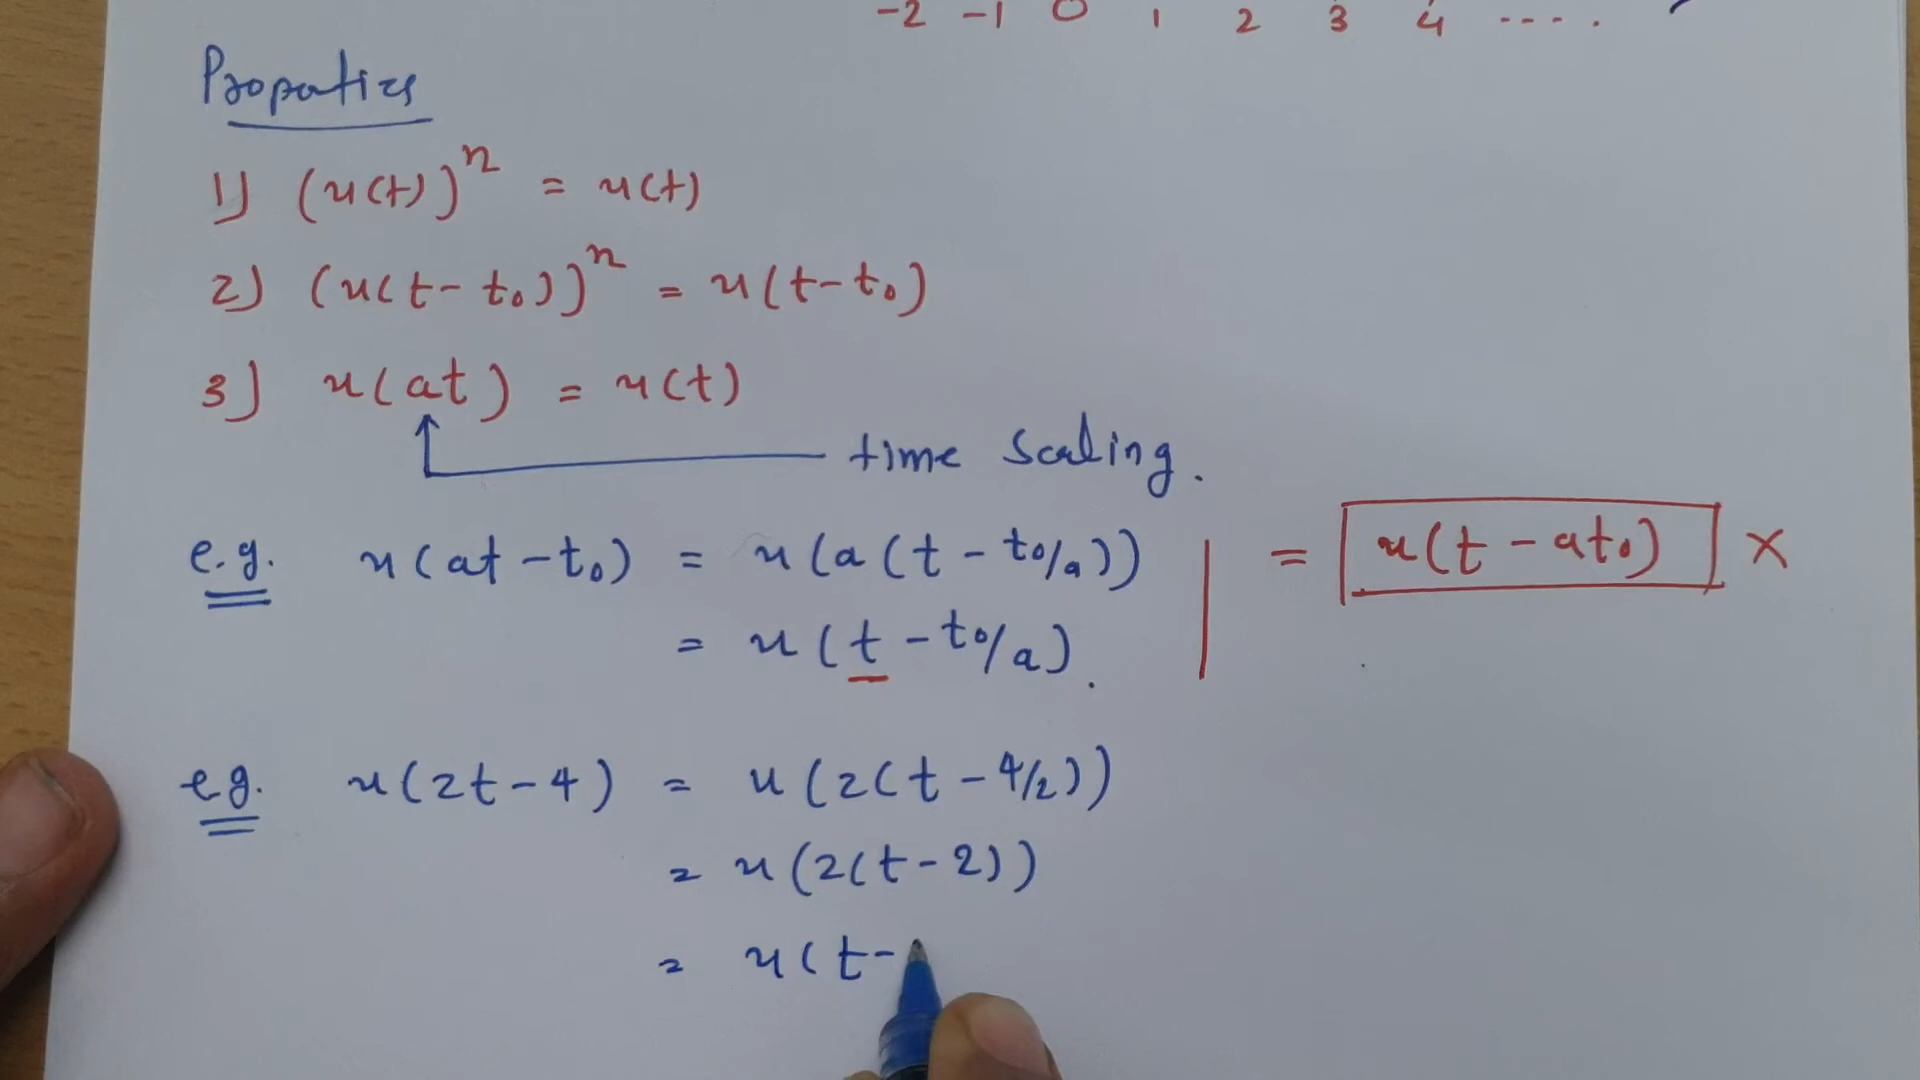 -2 -1 0 1 2 3 4 ....
Properties
1) (u(t))^n = u(t)
2) (u(t-t₀))^n = u(t-t₀)
3) u(at) = u(t)
time scaling.
e.g. u(at-t₀) = u(a(t-t₀/a)) | = u(t-at₀) ×
= u(t-t₀/a).
e.g. u(2t-4) = u(2(t-4/2))
= u(2(t-2))
= u(t-